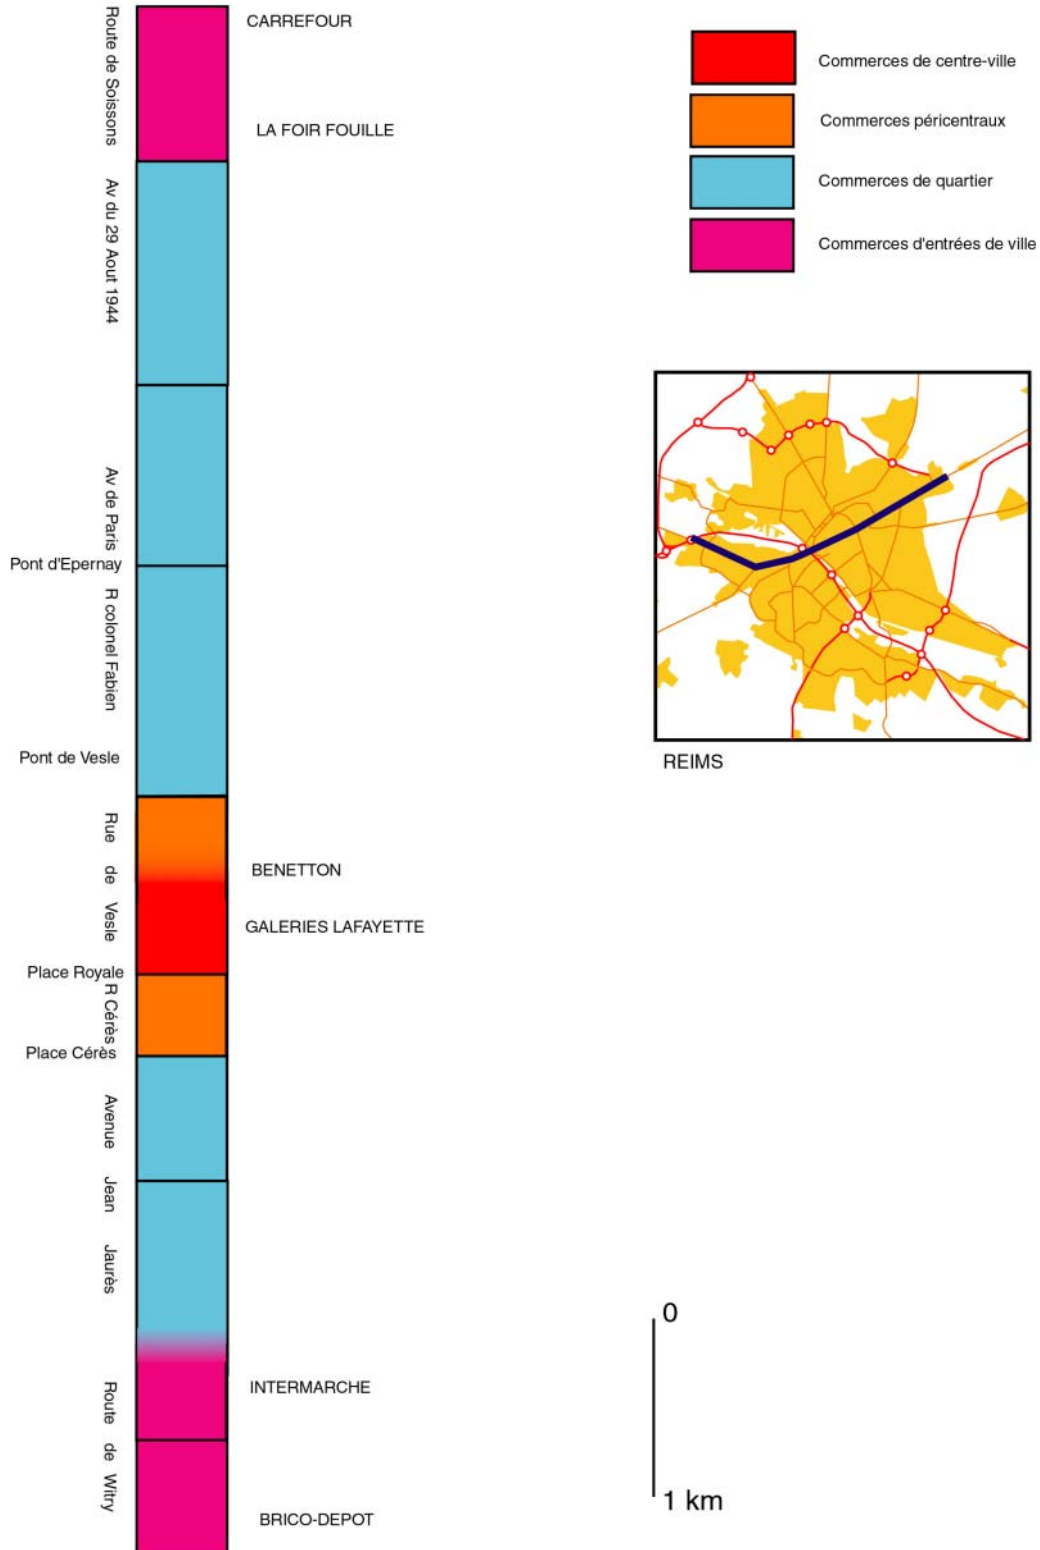 CARREFOUR
Route de Soissons
LA FOIR FOUILLE
Av du 29 Aout 1944
Av de Paris
Pont d'Epernay
R colonel Fabien
Pont de Vesle
Rue de Vesle
BENETTON
GALERIES LAFAYETTE
Place Royale
R Cérès
Place Cérès
Avenue Jean Jaurès
INTERMARCHE
Route de Witry
BRICO-DEPOT
Commerces de centre-ville
Commerces péricentraux
Commerces de quartier
Commerces d'entrées de ville
REIMS
0
1 km